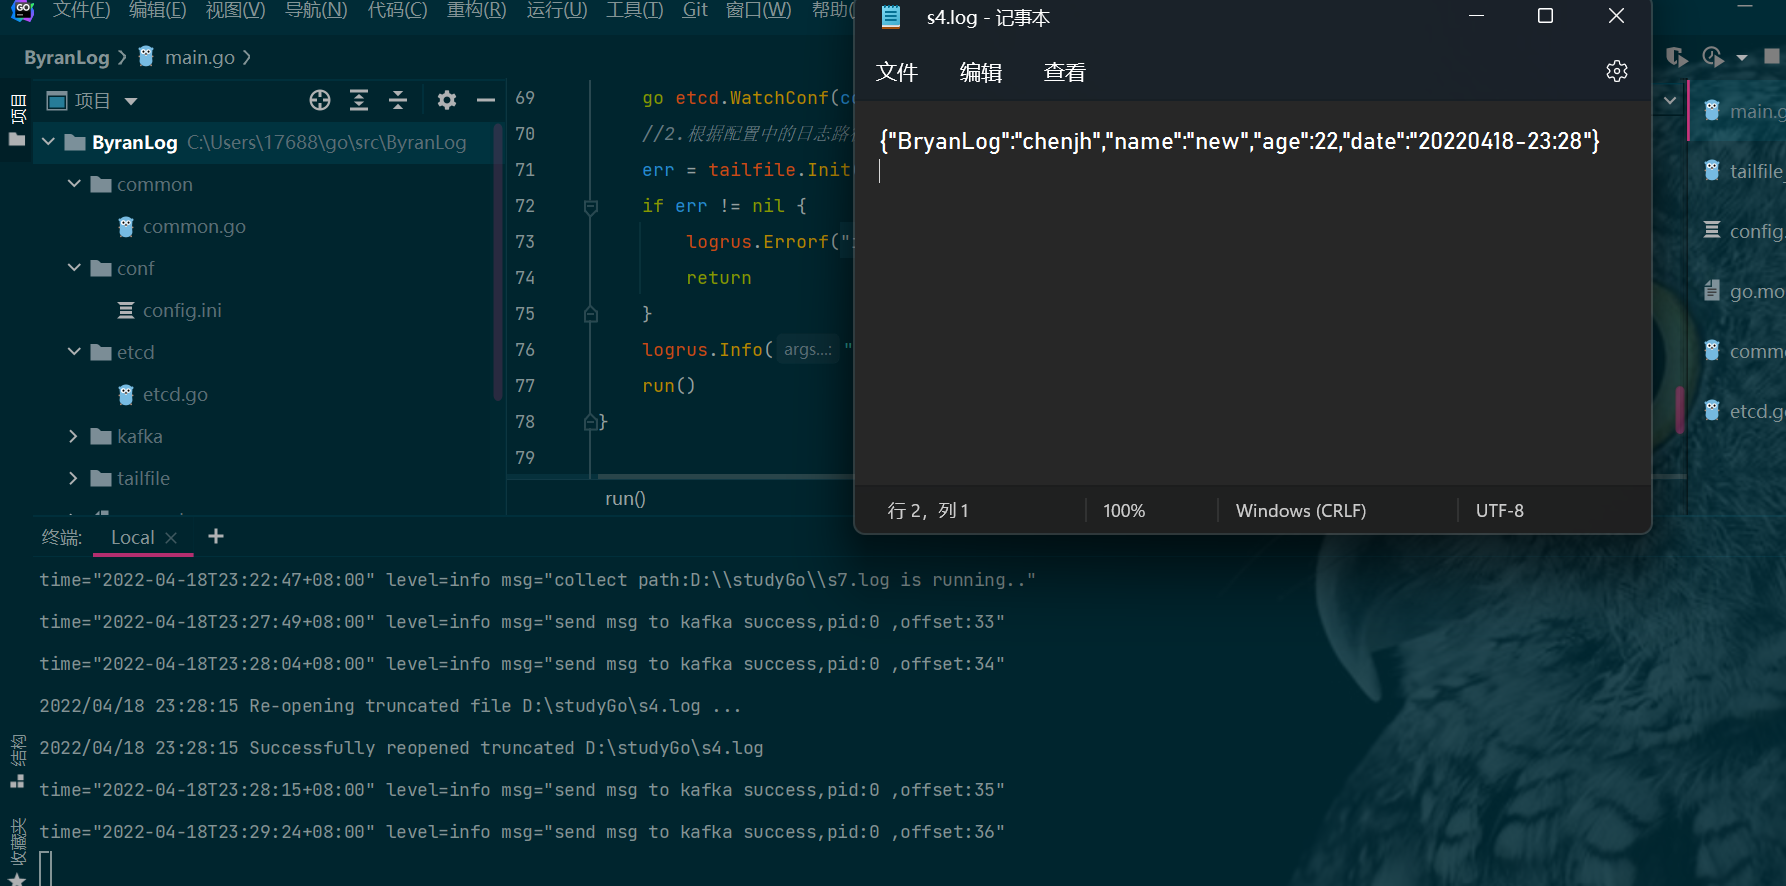 文件(F) 编辑(E) 视图(V) 导航(N) 代码(C) 重构(R) 运行(U) 工具(T) Git 窗口(W) 帮助(
ByranLog main.go
项目
项目
ByranLog C:\Users\17688\go\src\ByranLog
common
common.go
conf
config.ini
etcd
etcd.go
kafka
tailfile
69 go etcd.WatchConf(co
70 //2.根据配置中的日志路
71 err = tailfile.Init(
72 if err != nil {
73 logrus.Errorf("
74 return
75 }
76 logrus.Info( args...: "
77 run()
78 }
79
run()
s4.log - 记事本
文件 编辑 查看
{"BryanLog":"chenjh","name":"new","age":22,"date":"20220418-23:28"}
行 2，列 1 100% Windows (CRLF) UTF-8
main.g
tailfile_
config.
go.mo
commo
etcd.go
终端: Local
time="2022-04-18T23:22:47+08:00" level=info msg="collect path:D:\\studyGo\\s7.log is running.."
time="2022-04-18T23:27:49+08:00" level=info msg="send msg to kafka success,pid:0 ,offset:33"
time="2022-04-18T23:28:04+08:00" level=info msg="send msg to kafka success,pid:0 ,offset:34"
2022/04/18 23:28:15 Re-opening truncated file D:\studyGo\s4.log ...
2022/04/18 23:28:15 Successfully reopened truncated D:\studyGo\s4.log
time="2022-04-18T23:28:15+08:00" level=info msg="send msg to kafka success,pid:0 ,offset:35"
time="2022-04-18T23:29:24+08:00" level=info msg="send msg to kafka success,pid:0 ,offset:36"
结构
收藏夹